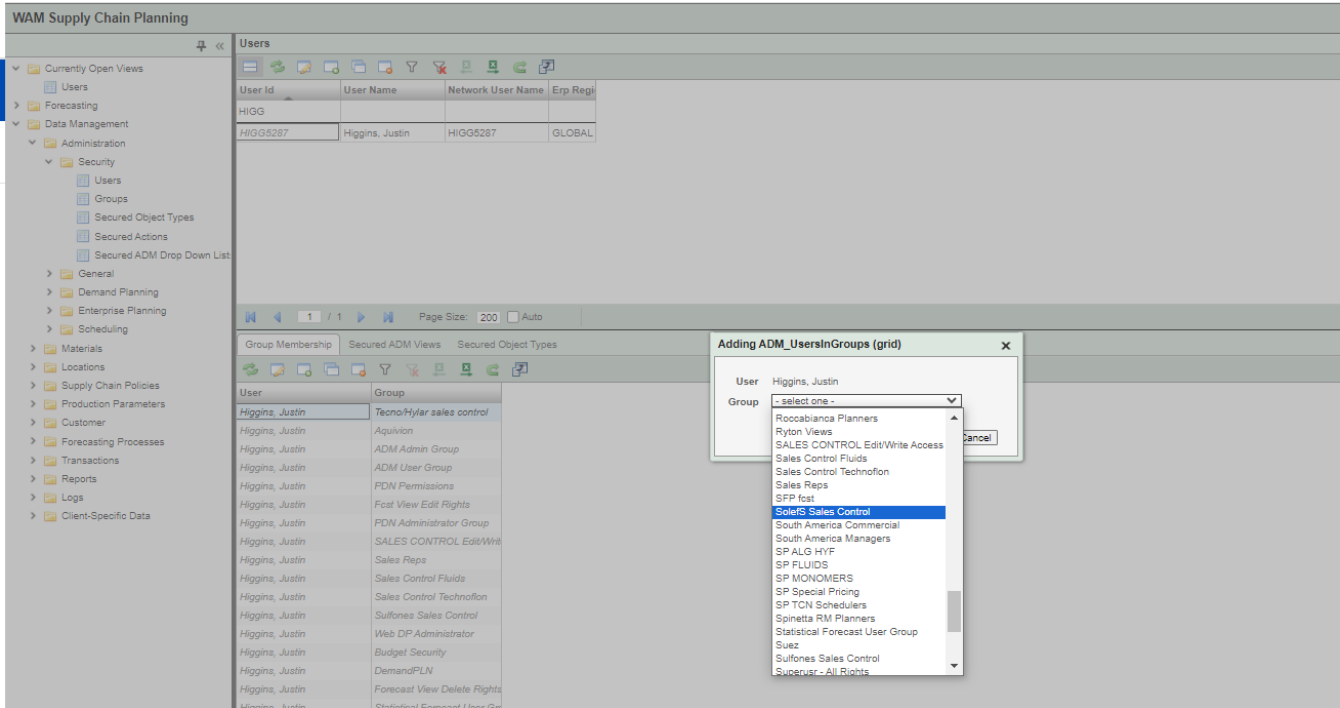 WAM Supply Chain Planning
Users
Currently Open Views
Users
Forecasting
Data Management
Administration
Security
Users
Groups
Secured Object Types
Secured Actions
Secured ADM Drop Down List
General
Demand Planning
Enterprise Planning
Scheduling
Materials
Locations
Supply Chain Policies
Production Parameters
Customer
Forecasting Processes
Transactions
Reports
Logs
Client-Specific Data
User Id User Name Network User Name Erp Regi
HIGG
HIGG5287 Higgins, Justin HIGG5287 GLOBAL
1 / 1 Page Size: 200 Auto
Group Membership Secured ADM Views Secured Object Types
User Group
Higgins, Justin Tecno/Hylar sales control
Higgins, Justin Aquivion
Higgins, Justin ADM Admin Group
Higgins, Justin ADM User Group
Higgins, Justin PDN Permissions
Higgins, Justin Fcst View Edit Rights
Higgins, Justin PDN Administrator Group
Higgins, Justin SALES CONTROL Edit/Writ
Higgins, Justin Sales Reps
Higgins, Justin Sales Control Fluids
Higgins, Justin Sales Control Technoflon
Higgins, Justin Sulfones Sales Control
Higgins, Justin Web DP Administrator
Higgins, Justin Budget Security
Higgins, Justin DemandPLN
Higgins, Justin Forecast View Delete Rights
Higgins, Justin Statistical Forecast User Gr
Adding ADM_UsersInGroups (grid)
User Higgins, Justin
Group - select one -
Cancel
Roccabianca Planners
Ryton Views
SALES CONTROL Edit/Write Access
Sales Control Fluids
Sales Control Technoflon
Sales Reps
SFP fcst
SolefS Sales Control
South America Commercial
South America Managers
SP ALG HYF
SP FLUIDS
SP MONOMERS
SP Special Pricing
SP TCN Schedulers
Spinetta RM Planners
Statistical Forecast User Group
Suez
Sulfones Sales Control
Superusr - All Rights